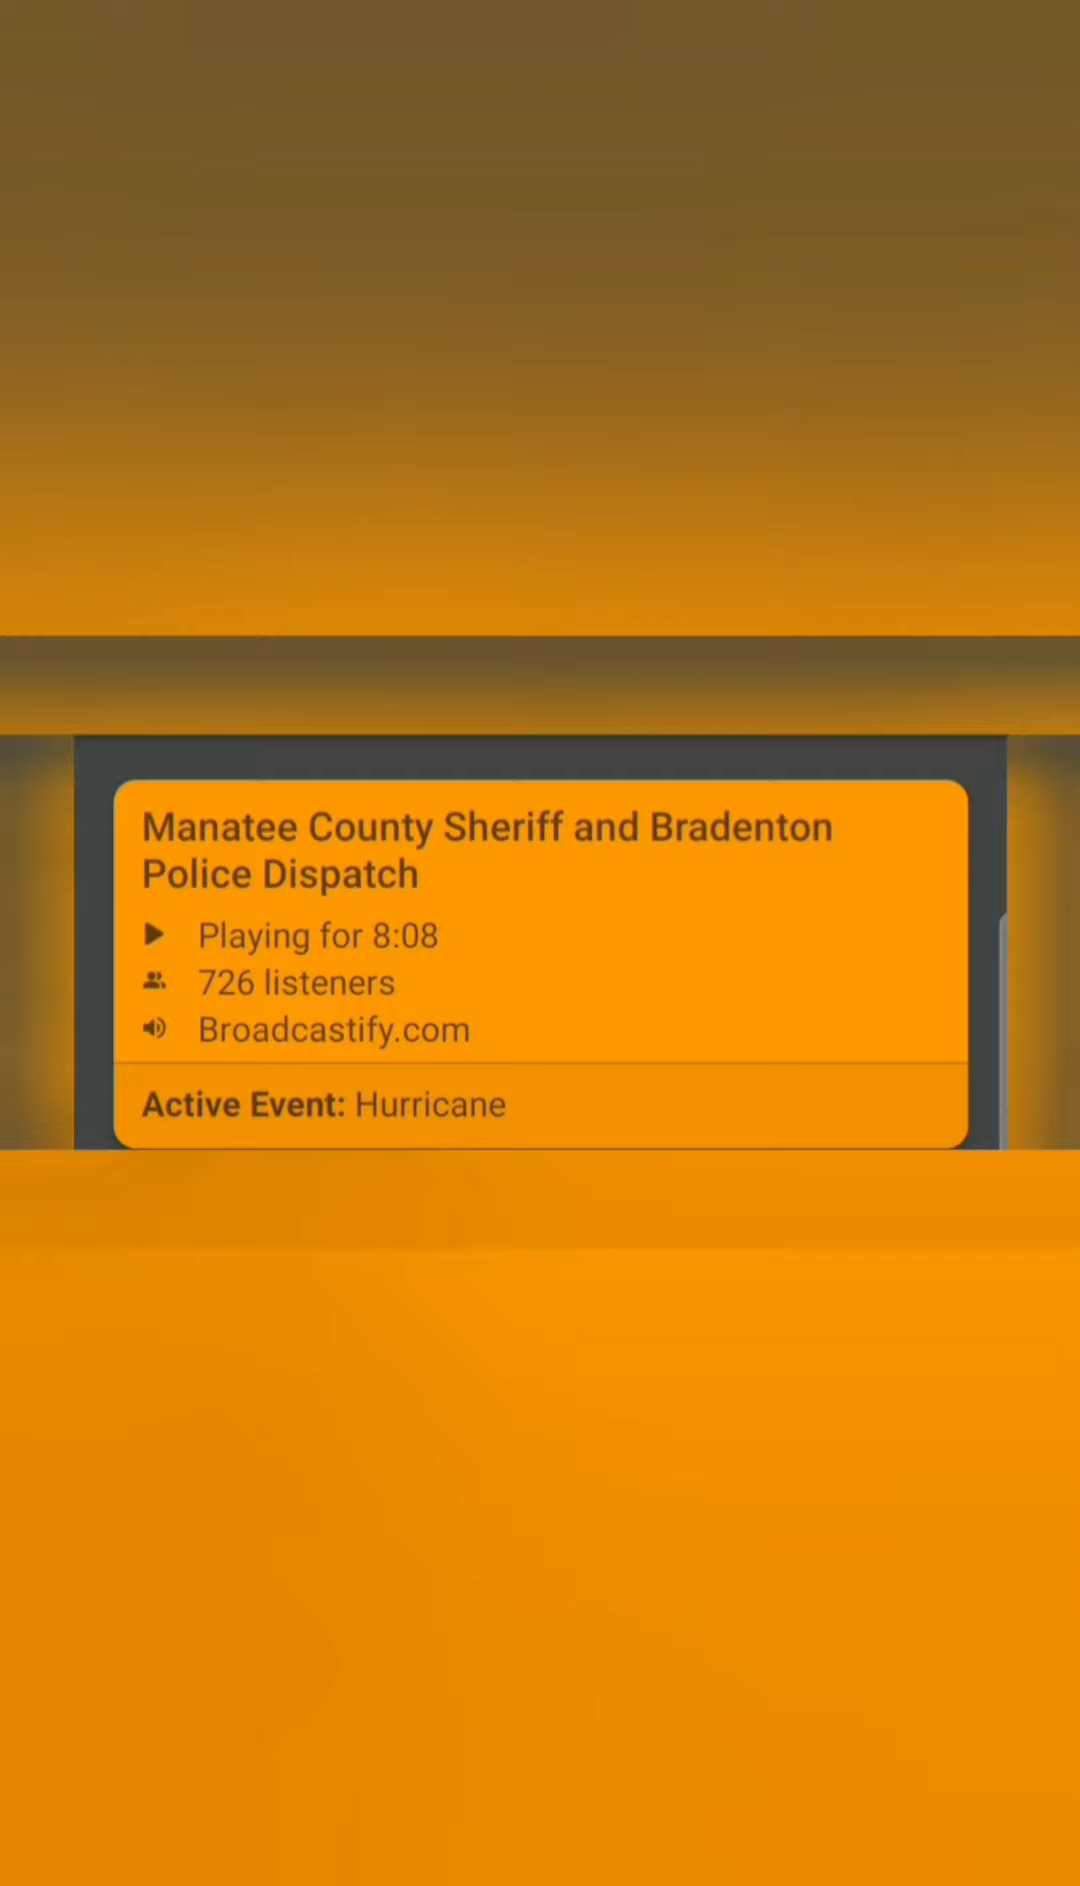 Manatee County Sheriff and Bradenton
Police Dispatch
Playing for 8:08
726 listeners
Broadcastify.com
Active Event: Hurricane